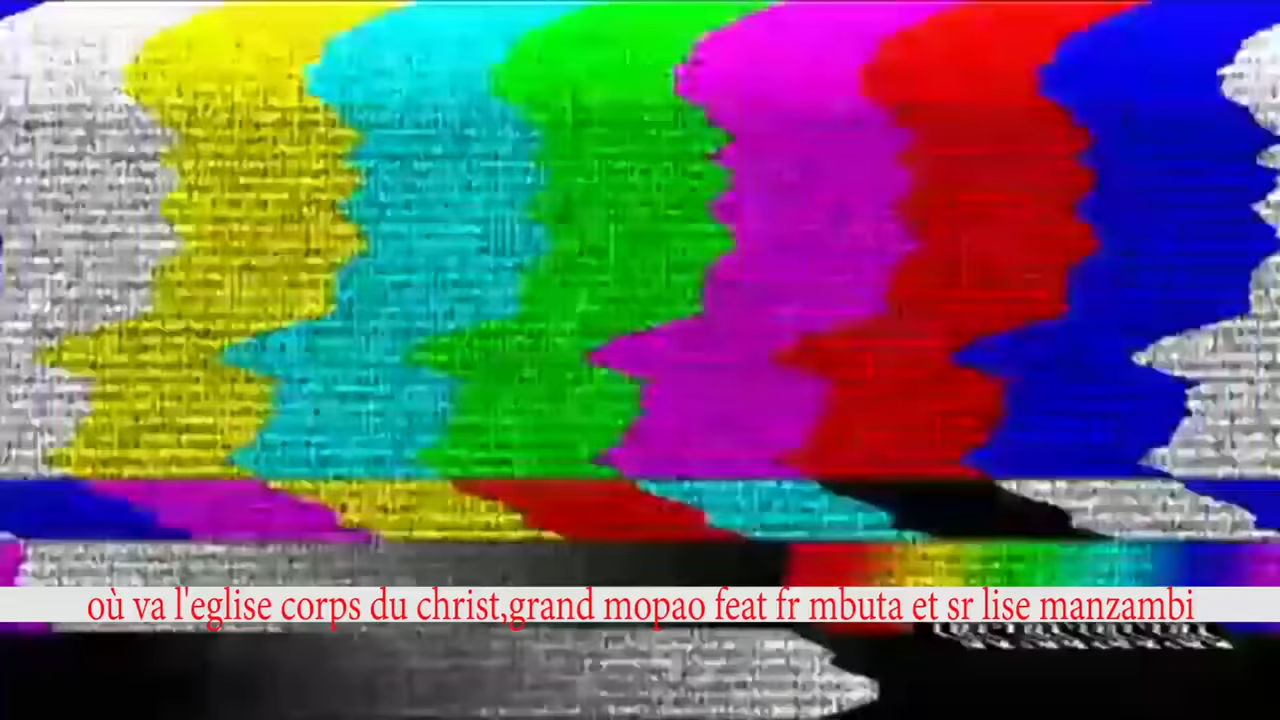 où va l'eglise corps du christ,grand mopao feat fr mbuta et sr lise manzambi